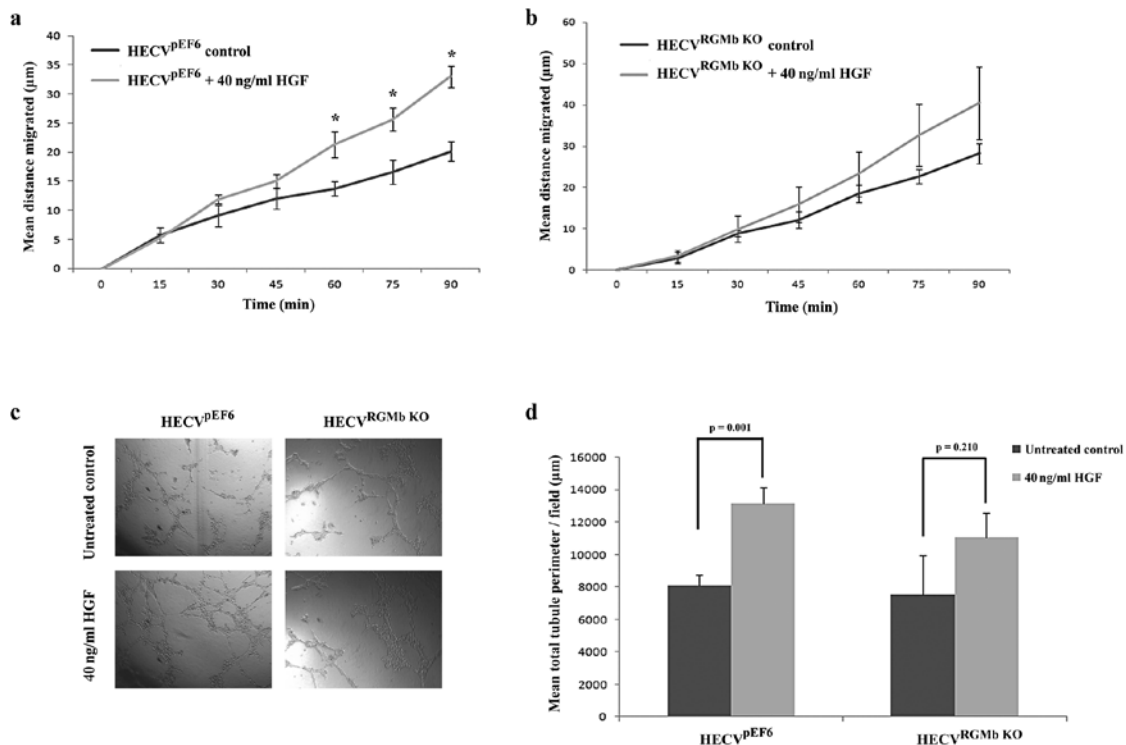 a
HECVpEF6 control
HECVpEF6 + 40 ng/ml HGF
*
*
*
Mean distance migrated (μm)
40
35
30
25
20
15
10
5
0
0 15 30 45 60 75 90
Time (min)
b
HECVRGMb KO control
HECVRGMb KO + 40 ng/ml HGF
Mean distance migrated (μm)
60
50
40
30
20
10
0
0 15 30 45 60 75 90
Time (min)
c
HECVpEF6 HECVRGMb KO
Untreated control
40 ng/ml HGF
d
p = 0.001
p = 0.210
Untreated control
40 ng/ml HGF
Mean total tubule perimeter / field (μm)
16000
14000
12000
10000
8000
6000
4000
2000
0
HECVpEF6 HECVRGMb KO